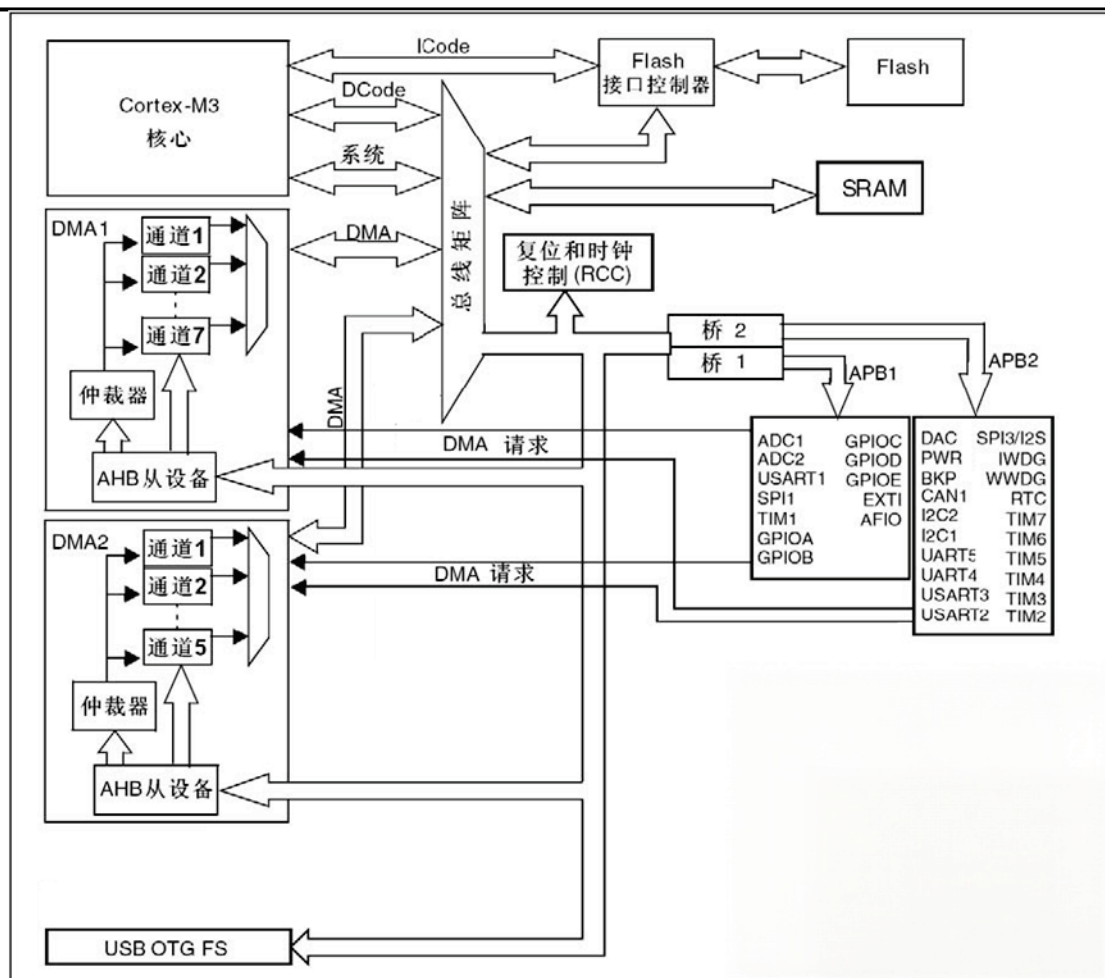 ICode
Cortex-M3
核心
DCode
系统
Flash
接口控制器
Flash
SRAM
总线矩阵
DMA1
通道1
通道2
通道7
仲裁器
AHB从设备
DMA
DMA
复位和时钟
控制(RCC)
桥 2
桥 1
APB1
APB2
DMA 请求
ADC1 GPIOC
ADC2 GPIOD
USART1 GPIOE
SPI1 EXTI
TIM1 AFIO
GPIOA
GPIOB
DAC SPI3/I2S
PWR IWDG
BKP WWDG
CAN1 RTC
I2C2 TIM7
I2C1 TIM6
UART5 TIM5
UART4 TIM4
USART3 TIM3
USART2 TIM2
DMA2
通道1
通道2
通道5
仲裁器
AHB从设备
DMA 请求
USB OTG FS